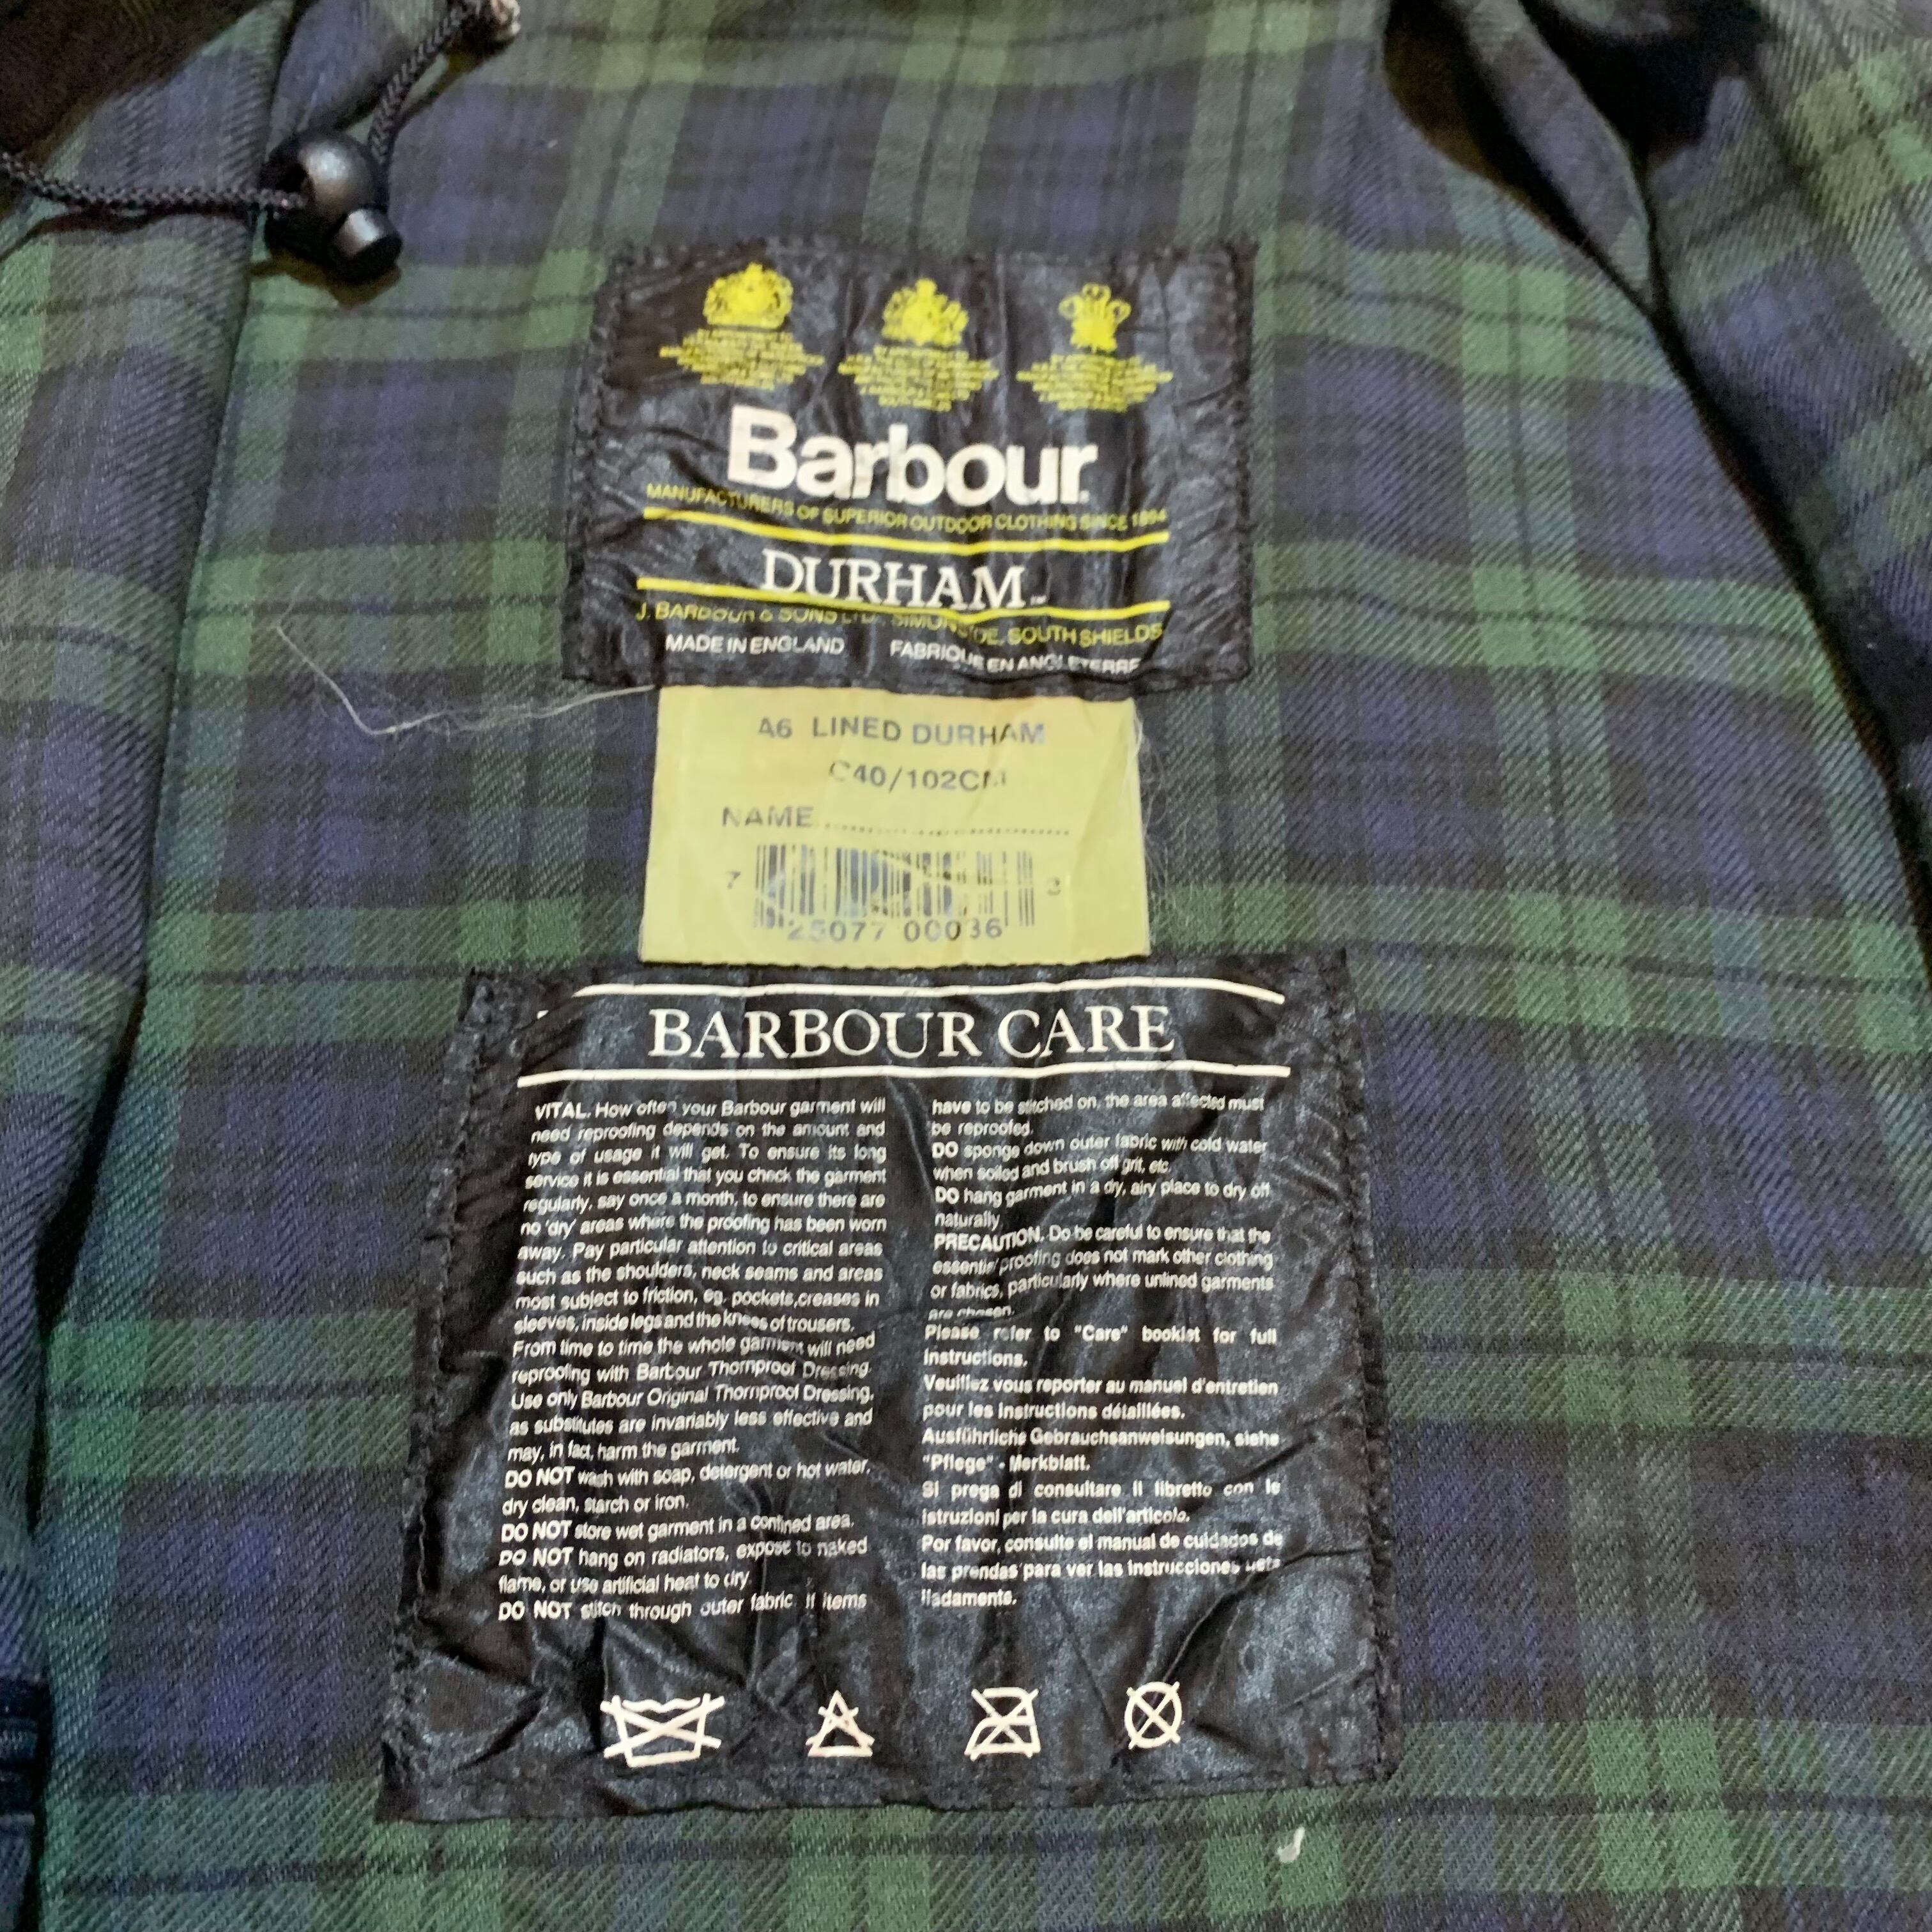 Barbour
MANUFACTURERS OF SUPERIOR OUTDOOR CLOTHING SINCE 1894
DURHAM™
J. BARBOUR & SONS LTD., SIMONSIDE, SOUTH SHIELDS
MADE IN ENGLAND FABRIQUE EN ANGLETERRE
A6 LINED DURHAM
C40/102CM
NAME
7 25077 00036
BARBOUR CARE
VITAL. How often your Barbour garment will
need reproofing depends on the amount and
type of usage it will get. To ensure its long
service it is essential that you check the garment
regularly, say once a month, to ensure there are
no 'dry' areas where the proofing has been worn
away. Pay particular attention to critical areas
such as the shoulders, neck seams and areas
most subject to friction, eg. pockets,creases in
sleeves, inside legs and the knees of trousers.
From time to time the whole garment will need
reproofing with Barbour Thornproof Dressing.
Use only Barbour Original Thornproof Dressing,
as substitutes are invariably less effective and
may, in fact, harm the garment.
DO NOT wash with soap, detergent or hot water,
dry clean, starch or iron.
DO NOT store wet garment in a confined area.
DO NOT hang on radiators, expose to naked
flame, or use artificial heat to dry.
DO NOT stitch through outer fabric. If items
have to be stitched on, the area affected must
be reproofed.
DO sponge down outer fabric with cold water
when soiled and brush off grit, etc.
DO hang garment in a dry, airy place to dry off
naturally.
PRECAUTION. Do be careful to ensure that the
essential proofing does not mark other clothing
or fabrics, particularly where unlined garments
are chosen.
Please refer to "Care" booklet for full
instructions.
Veuillez vous reporter au manuel d'entretien
pour les instructions détaillées.
Ausführliche Gebrauchsanweisungen, siehe
"Pflege" - Merkblatt.
Si prega di consultare il libretto con le
istruzioni per la cura dell'articolo.
Por favor, consulte el manual de cuidados de
las prendas para ver las instrucciones deta
lladamente.